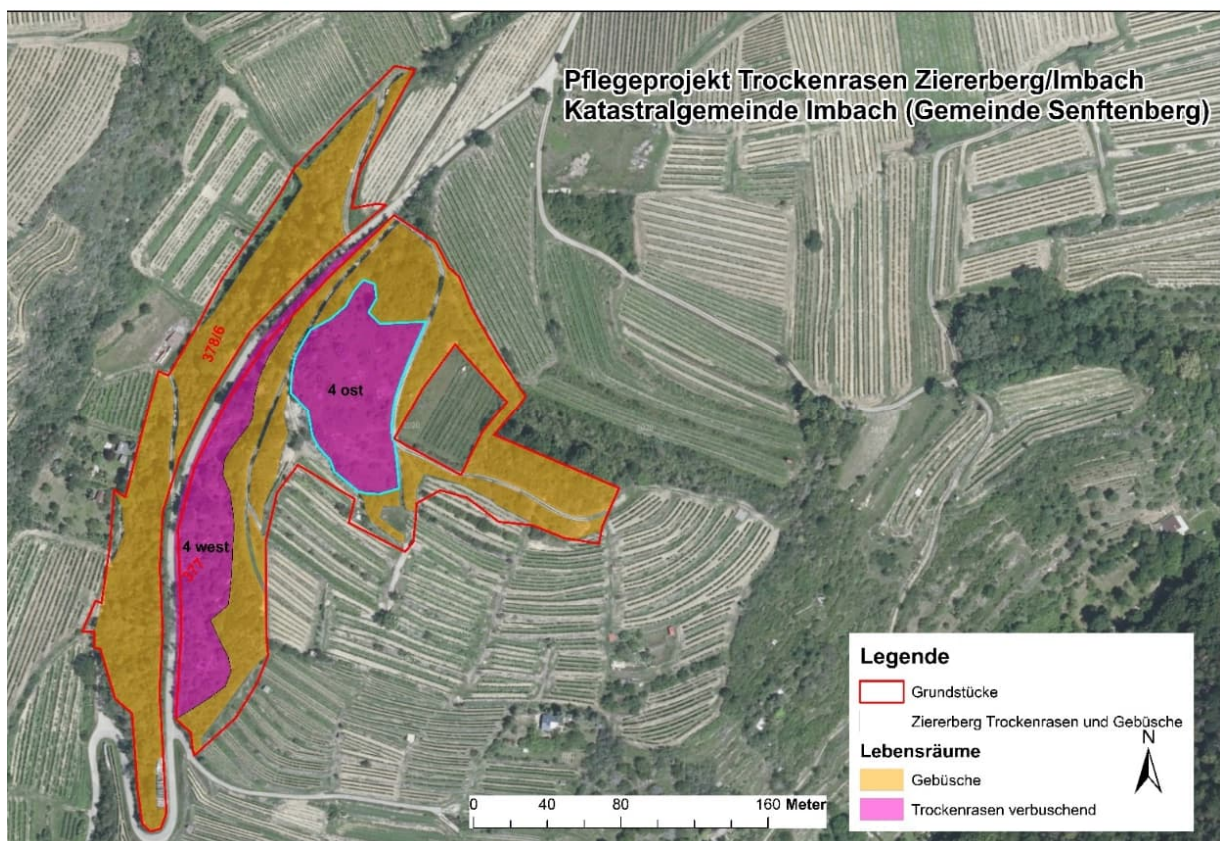 Pflegeprojekt Trockenrasen Ziererberg/Imbach
Katastralgemeinde Imbach (Gemeinde Senftenberg)
378/6
4 ost
4 west
377
Legende
Grundstücke
Ziererberg Trockenrasen und Gebüsche
Lebensräume
Gebüsche
Trockenrasen verbuschend
N
0 40 80 160 Meter